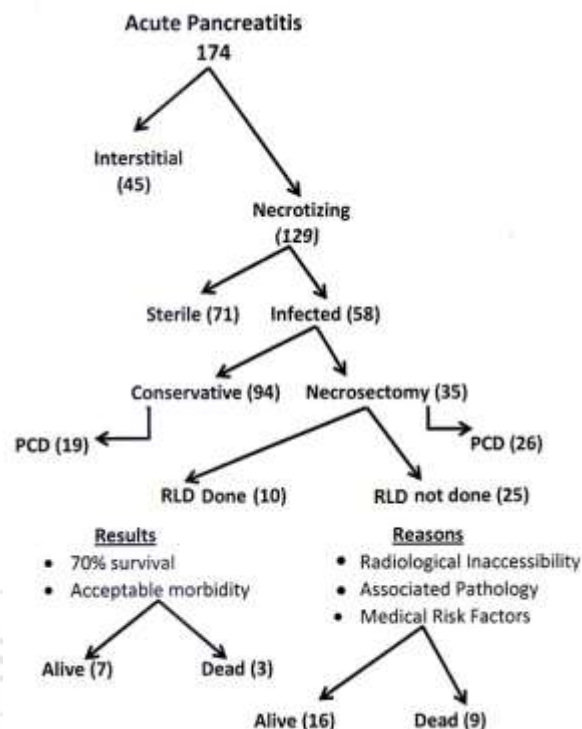 Acute Pancreatitis
174
Interstitial
(45)
Necrotizing
(129)
Sterile (71) Infected (58)
Conservative (94) Necrosectomy (35)
PCD (19) PCD (26)
RLD Done (10) RLD not done (25)
Results
• 70% survival
• Acceptable morbidity
Reasons
• Radiological Inaccessibility
• Associated Pathology
• Medical Risk Factors
Alive (7) Dead (3)
Alive (16) Dead (9)